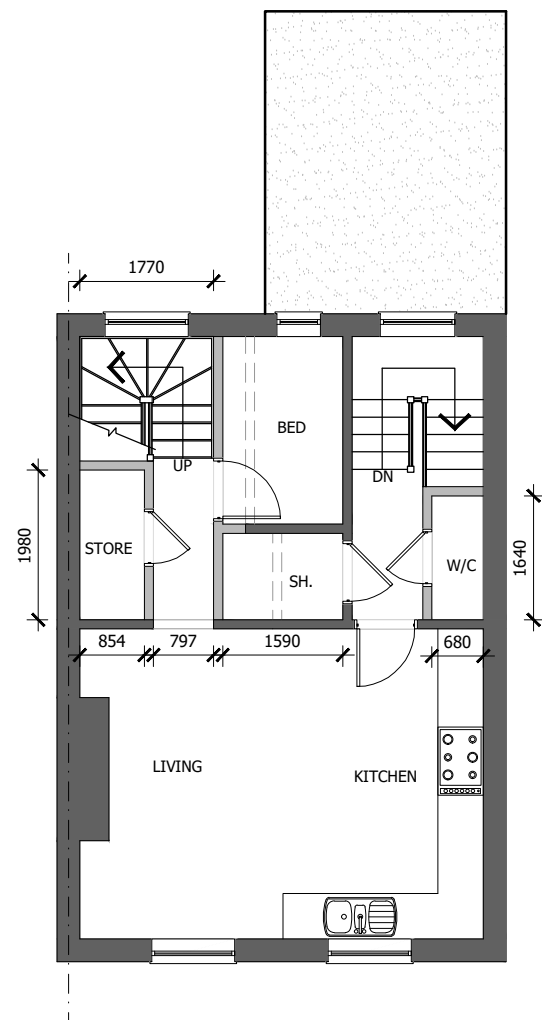 1770
BED
UP
DN
1980
STORE
SH.
W/C
1640
854
797
1590
680
LIVING
KITCHEN